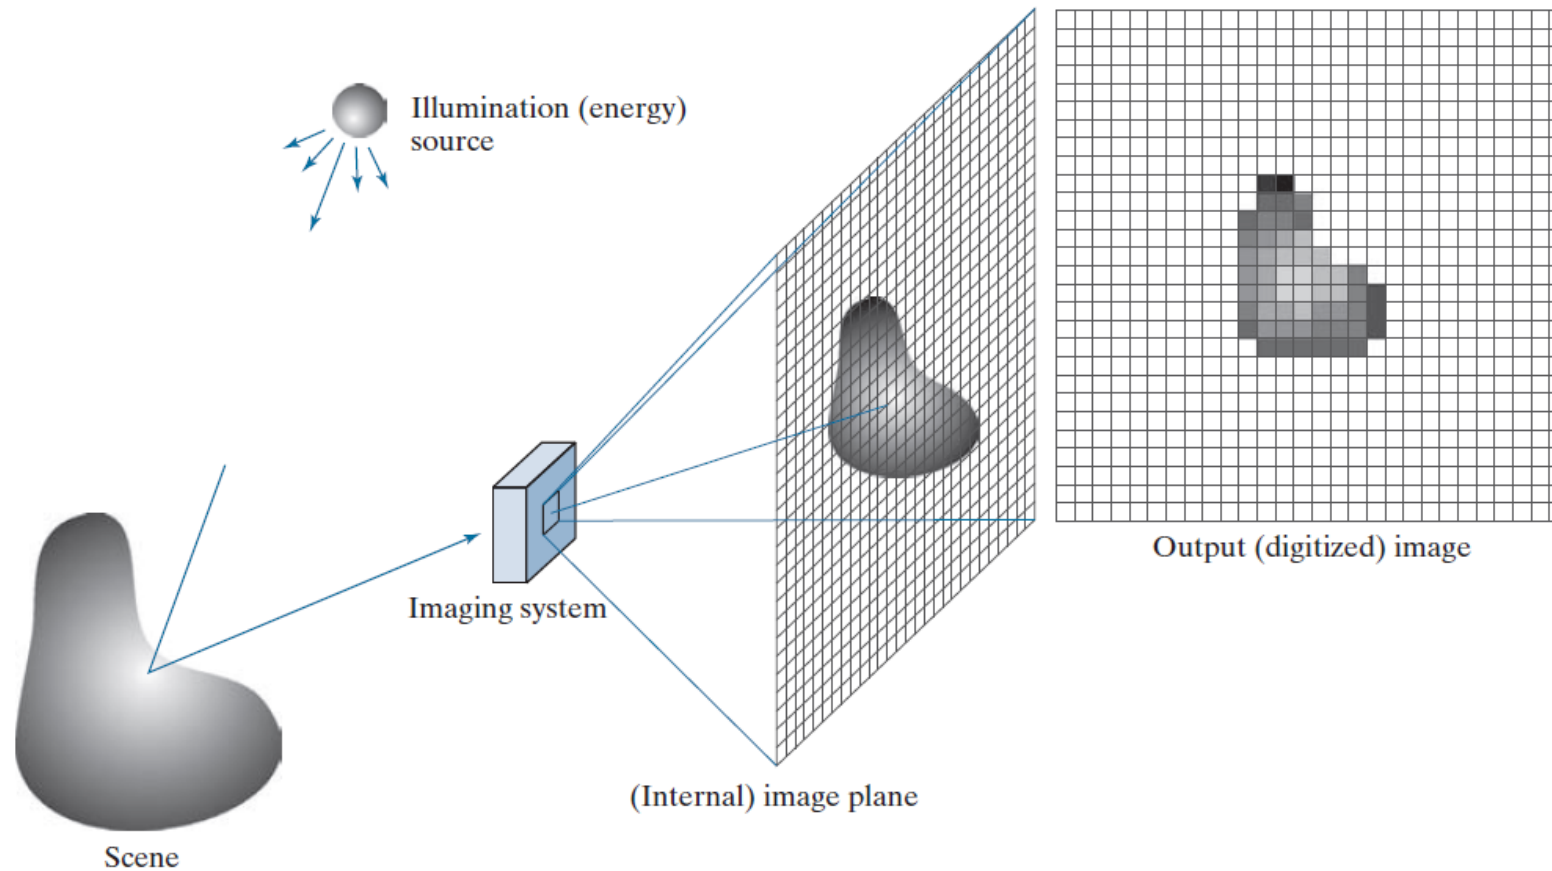 Illumination (energy)
source
Output (digitized) image
Imaging system
(Internal) image plane
Scene